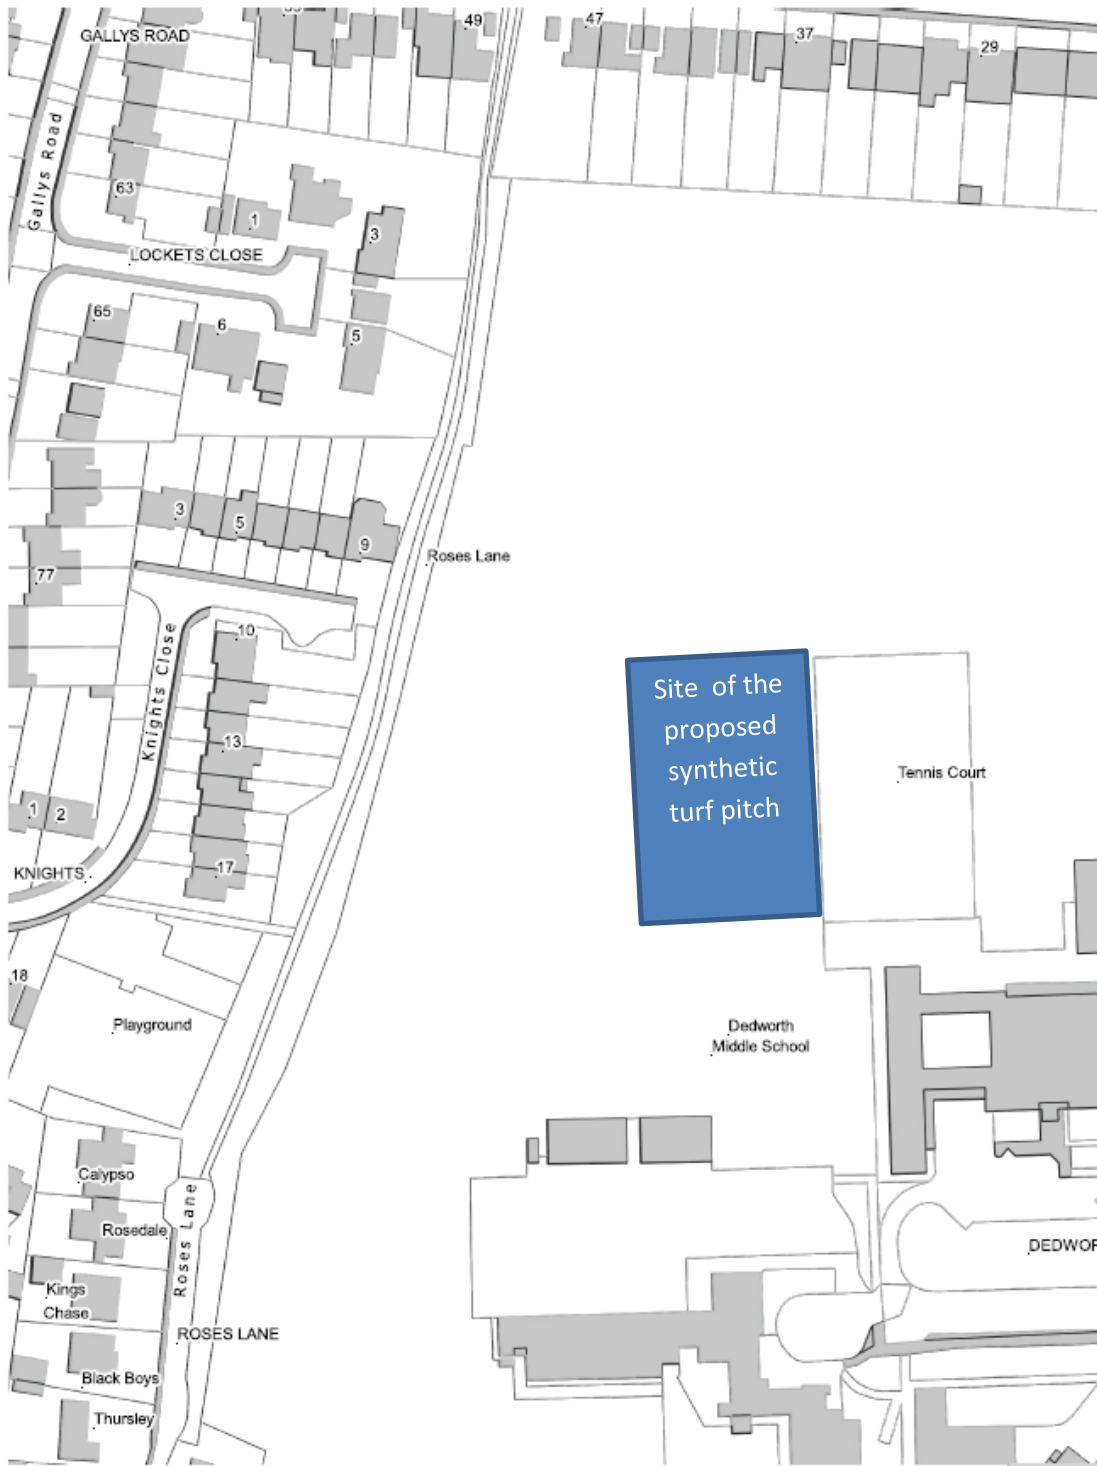 GALLYS ROAD
49
47
37
29
Gallys Road
63
1
3
LOCKETS CLOSE
65
6
5
3
5
9
Roses Lane
77
10
Knights Close
13
Site of the
proposed
synthetic
turf pitch
Tennis Court
1
2
17
KNIGHTS
18
Playground
Dedworth
Middle School
Calypso
Rosedale
Roses Lane
DEDWOR
Kings
Chase
ROSES LANE
Black Boys
Thursley